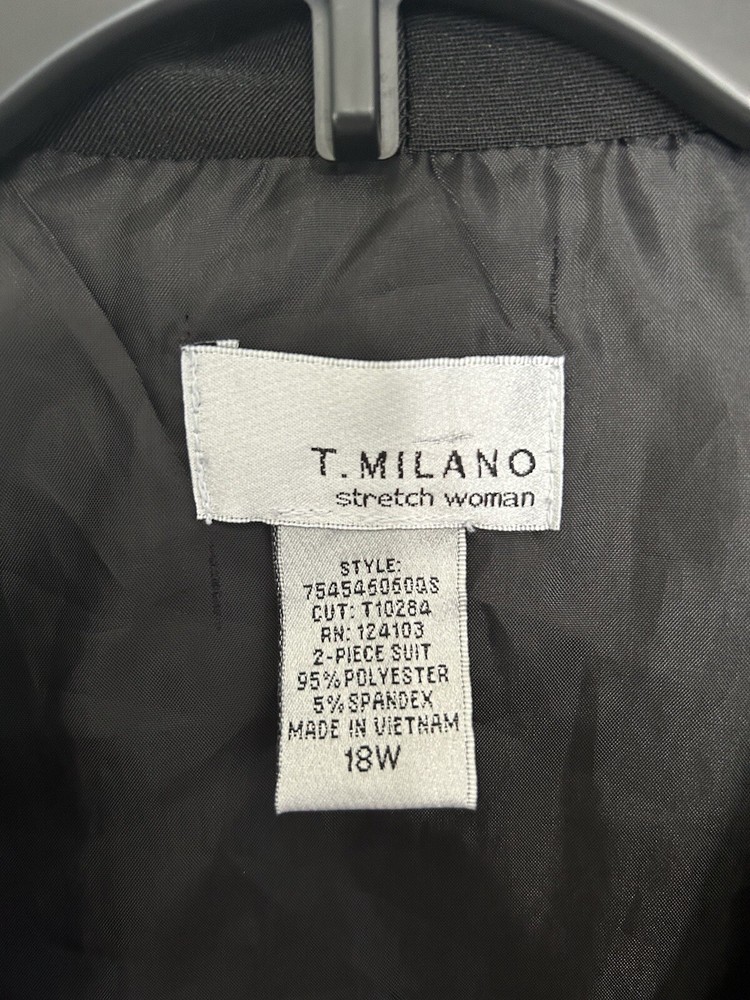 T.MILANO
stretch woman
STYLE:
7545460600S
CUT: T10284
RN: 124103
2-PIECE SUIT
95%POLYESTER
5%SPANDEX
MADE IN VIETNAM
18W